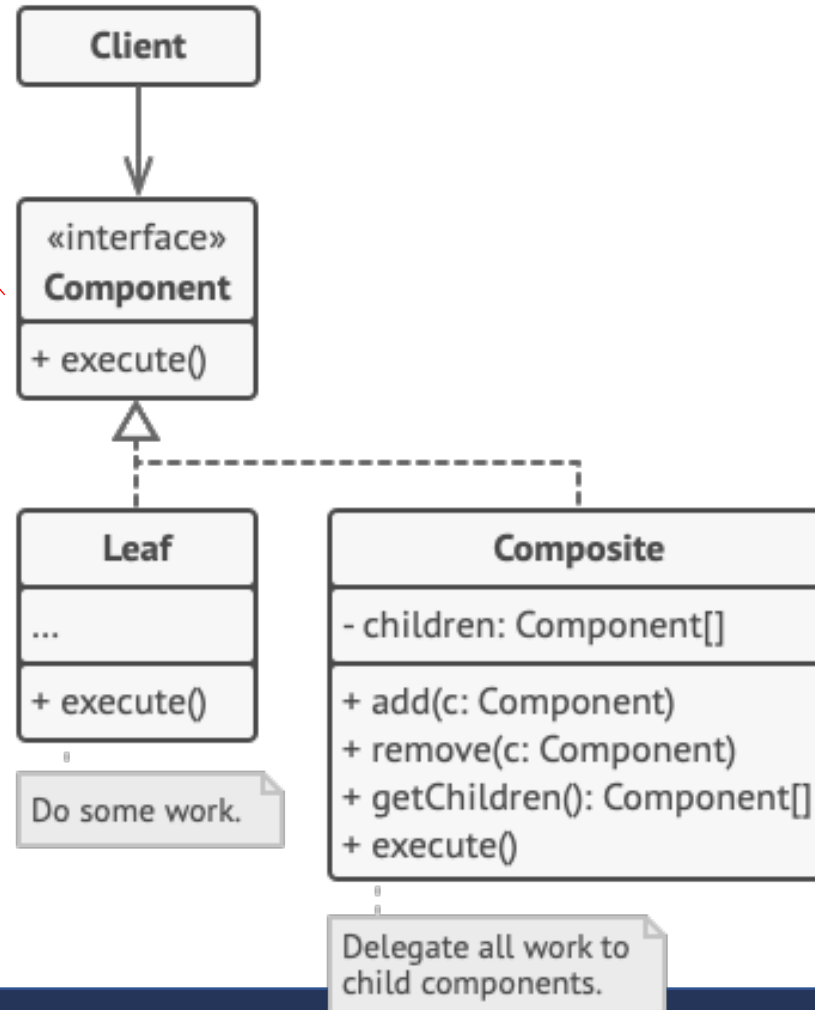 Client
«interface»
Component
+ execute()
Leaf
...
+ execute()
Do some work.
Composite
- children: Component[]
+ add(c: Component)
+ remove(c: Component)
+ getChildren(): Component[]
+ execute()
Delegate all work to
child components.